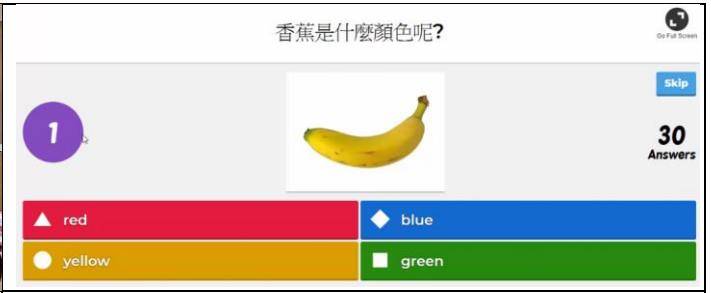 香蕉是什麼顏色呢?
Go Full Screen
Skip
1
30
Answers
red
blue
yellow
green